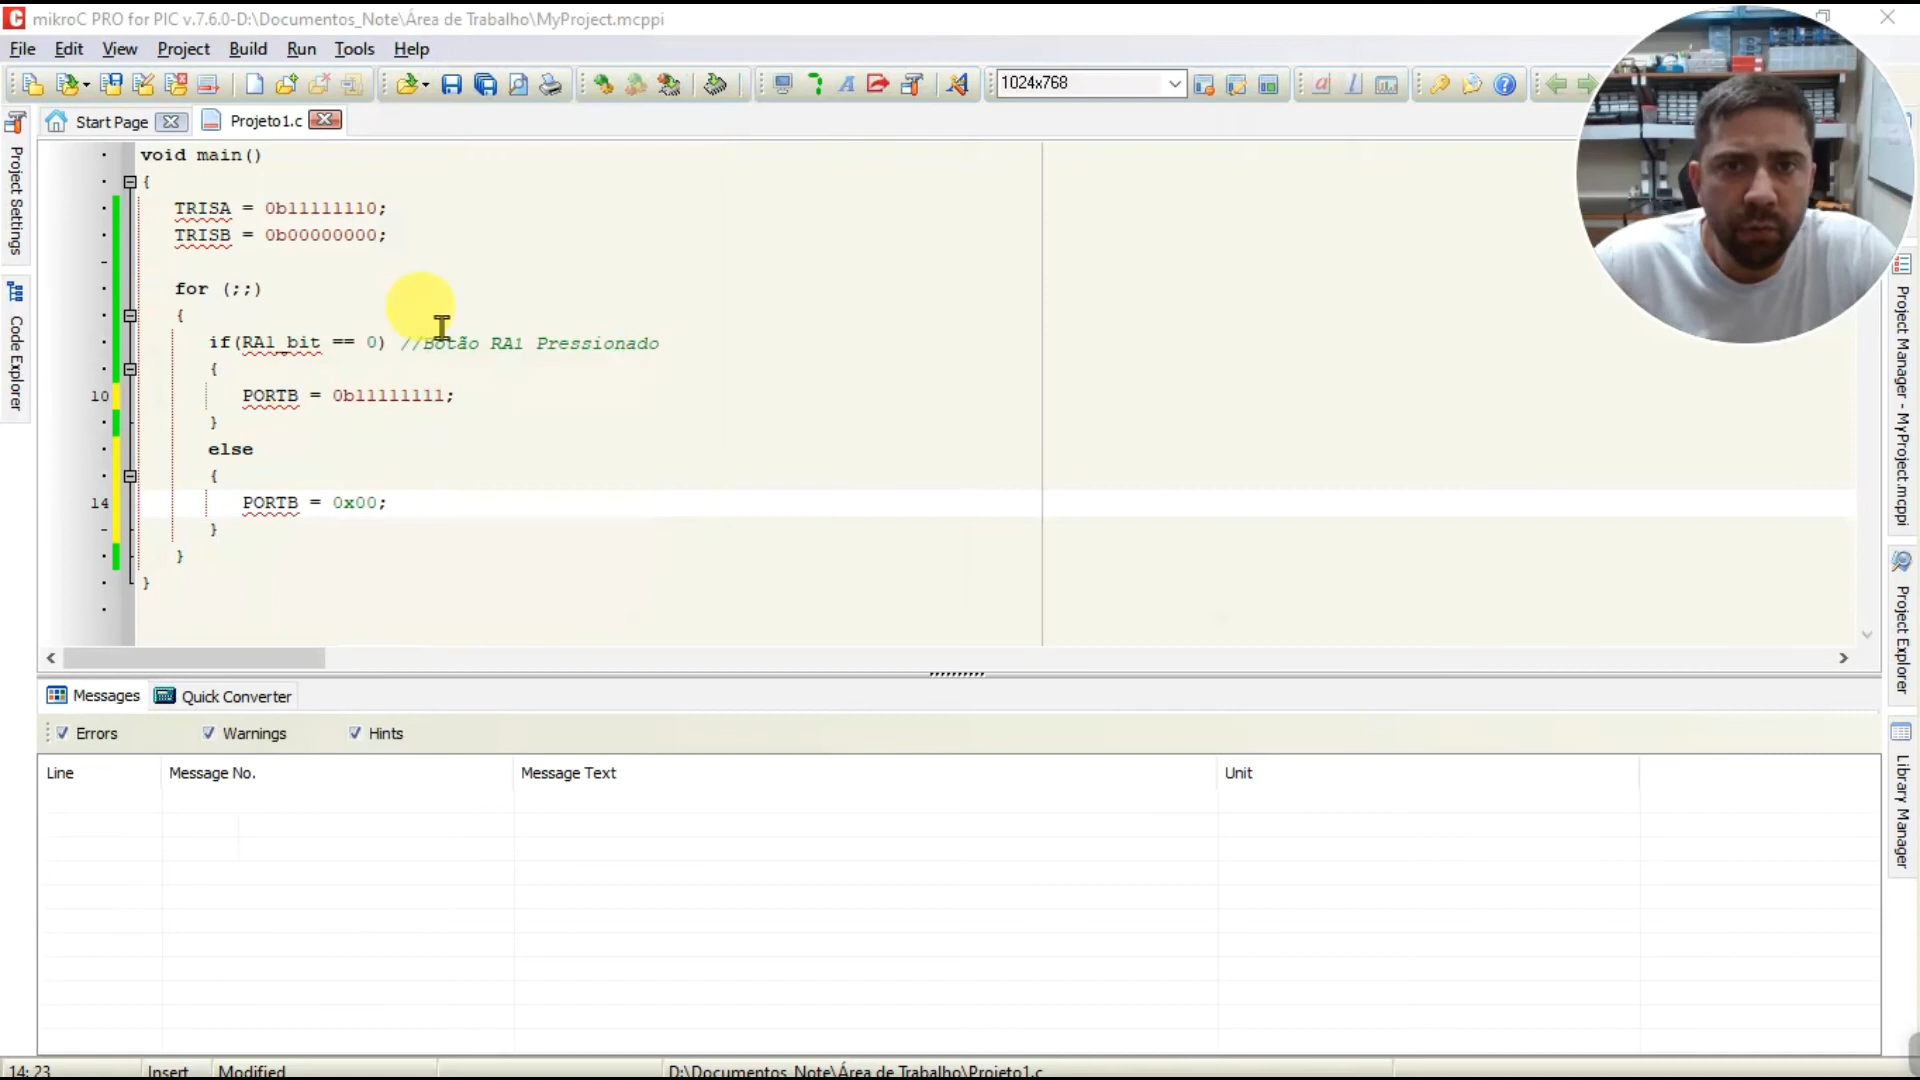 mikroC PRO for PIC v.7.6.0-D:\Documentos_Note\Área de Trabalho\MyProject.mcppi
File Edit View Project Build Run Tools Help
1024x768
Start Page
Projeto1.c
Project Settings
Code Explorer
void main()
{
TRISA = 0b11111110;
TRISB = 0b00000000;
for (;;)
{
if(RA1_bit == 0) //Botão RA1 Pressionado
{
10 PORTB = 0b11111111;
}
else
{
14 PORTB = 0x00;
}
}
}
Project Manager - MyProject.mcppi
Project Explorer
Library Manager
Messages Quick Converter
Errors Warnings Hints
Line Message No. Message Text Unit
14: 23 Insert Modified D:\Documentos_Note\Área de Trabalho\Projeto1.c